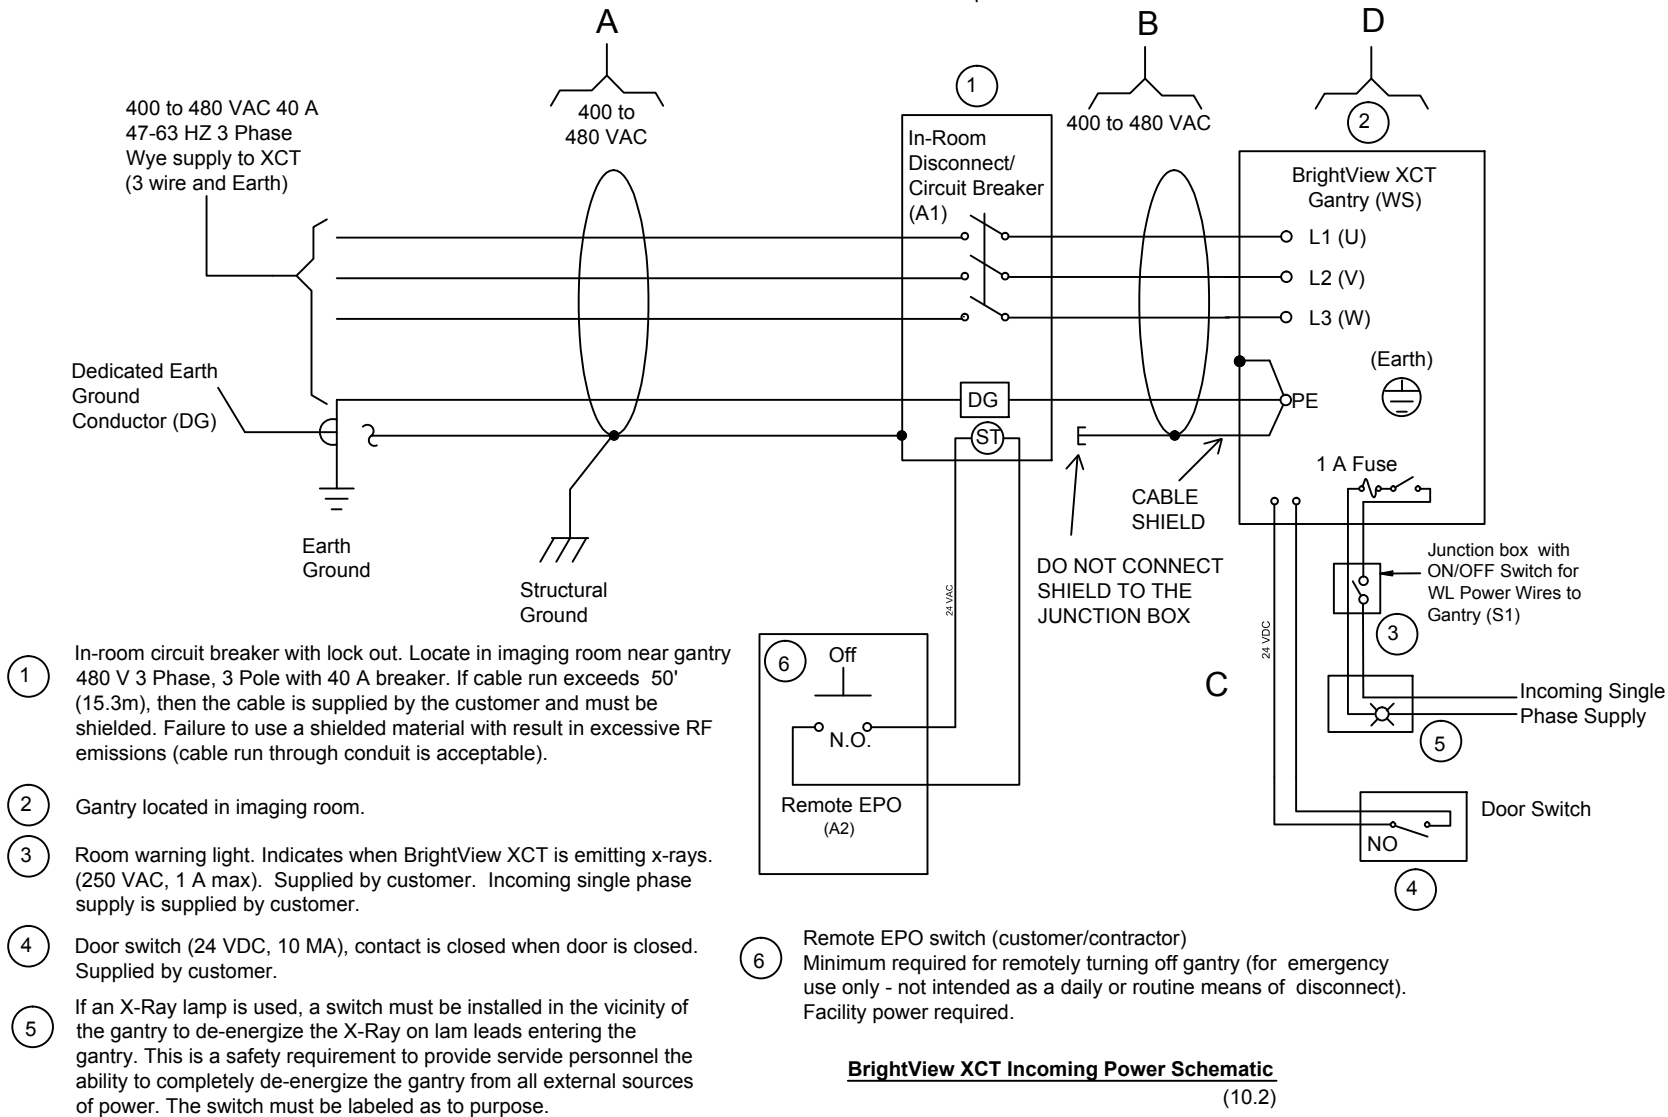 A
B
D
400 to 480 VAC 40 A
47-63 HZ 3 Phase
Wye supply to XCT
(3 wire and Earth)
400 to
480 VAC
1
In-Room
Disconnect/
Circuit Breaker
(A1)
400 to 480 VAC
2
BrightView XCT
Gantry (WS)
L1 (U)
L2 (V)
L3 (W)
(Earth)
PE
Dedicated Earth
Ground
Conductor (DG)
DG
ST
1 A Fuse
CABLE
SHIELD
Earth
Ground
Structural
Ground
DO NOT CONNECT
SHIELD TO THE
JUNCTION BOX
Junction box with
ON/OFF Switch for
WL Power Wires to
Gantry (S1)
3
24 VAC
24 VDC
C
Incoming Single
Phase Supply
5
6
Off
N.O.
Remote EPO
(A2)
Door Switch
NO
4
1
In-room circuit breaker with lock out. Locate in imaging room near gantry
480 V 3 Phase, 3 Pole with 40 A breaker. If cable run exceeds 50'
(15.3m), then the cable is supplied by the customer and must be
shielded. Failure to use a shielded material with result in excessive RF
emissions (cable run through conduit is acceptable).
2
Gantry located in imaging room.
3
Room warning light. Indicates when BrightView XCT is emitting x-rays.
(250 VAC, 1 A max). Supplied by customer. Incoming single phase
supply is supplied by customer.
4
Door switch (24 VDC, 10 MA), contact is closed when door is closed.
Supplied by customer.
5
If an X-Ray lamp is used, a switch must be installed in the vicinity of
the gantry to de-energize the X-Ray on lam leads entering the
gantry. This is a safety requirement to provide servide personnel the
ability to completely de-energize the gantry from all external sources
of power. The switch must be labeled as to purpose.
6
Remote EPO switch (customer/contractor)
Minimum required for remotely turning off gantry (for emergency
use only - not intended as a daily or routine means of disconnect).
Facility power required.
BrightView XCT Incoming Power Schematic
(10.2)